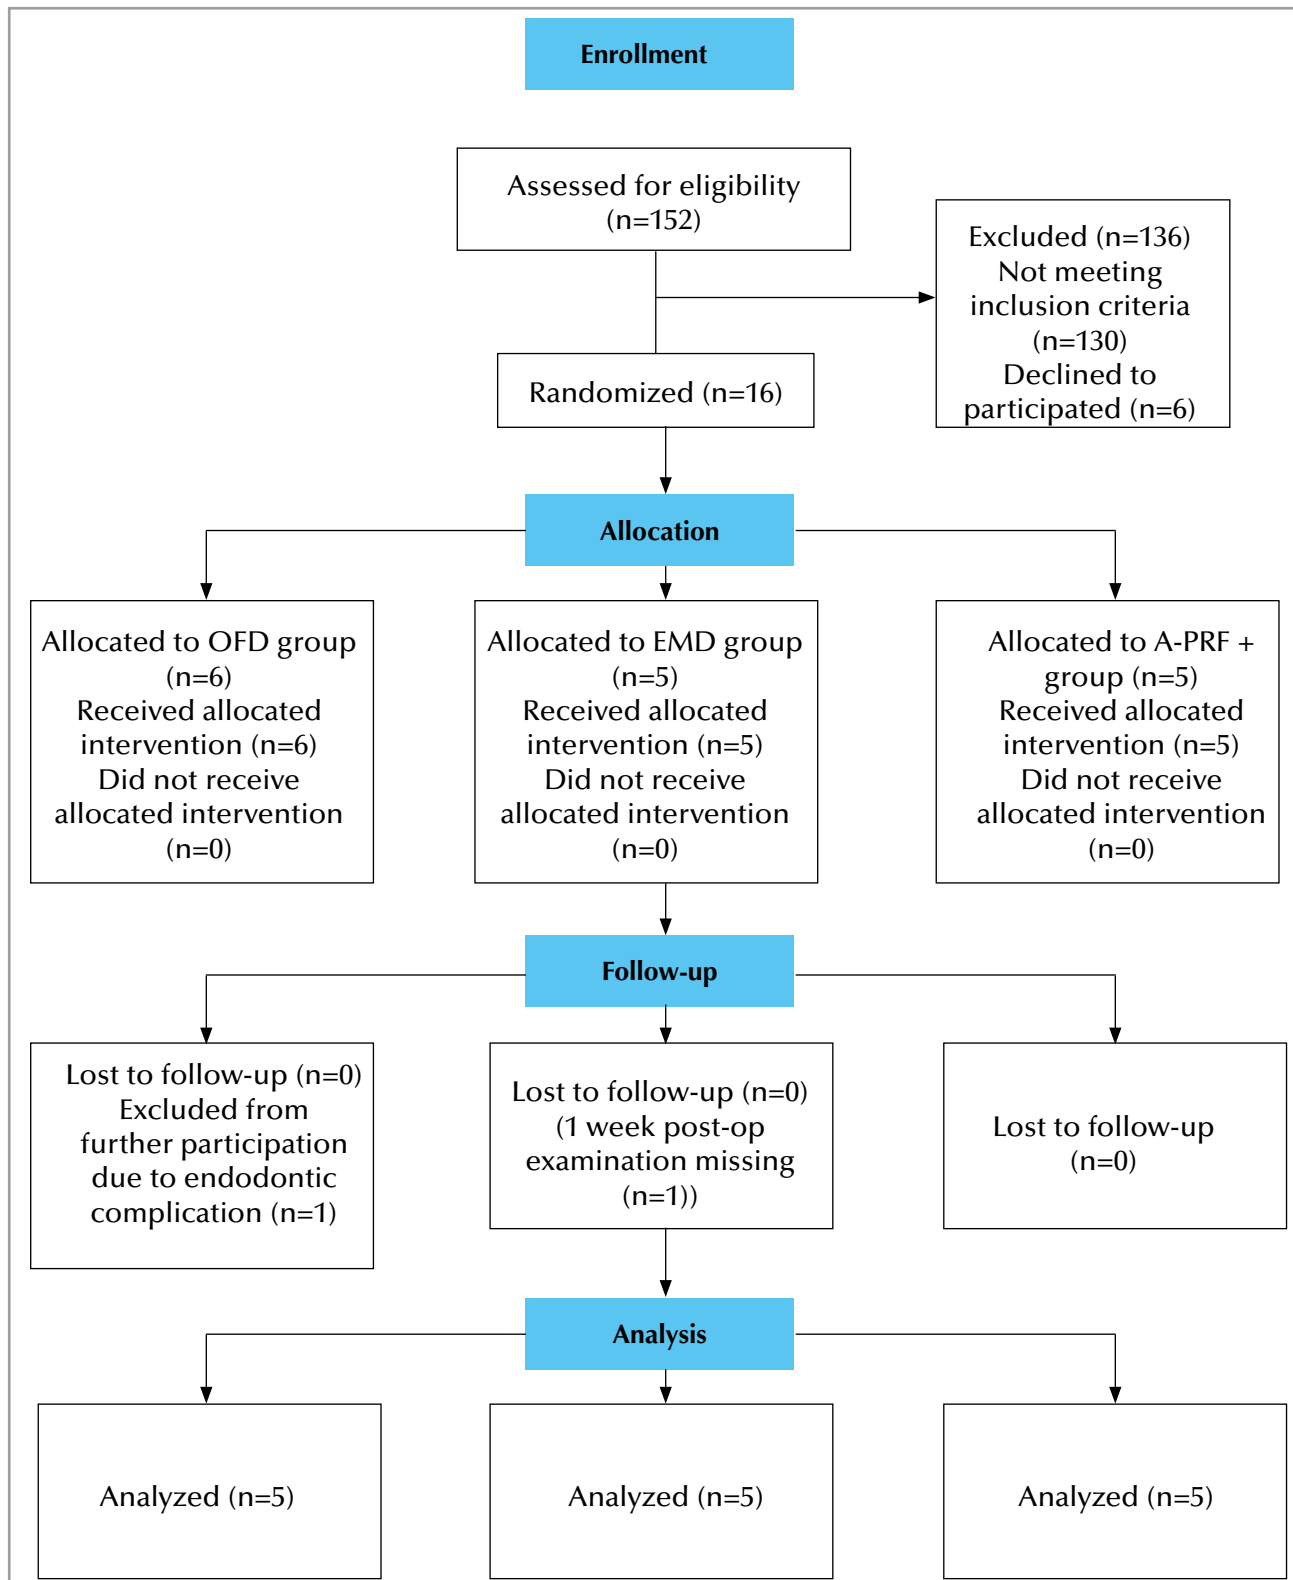 Enrollment
Assessed for eligibility
(n=152)
Excluded (n=136)
Not meeting
inclusion criteria
(n=130)
Declined to
participated (n=6)
Randomized (n=16)
Allocation
Allocated to OFD group
(n=6)
Received allocated
intervention (n=6)
Did not receive
allocated intervention
(n=0)
Allocated to EMD group
(n=5)
Received allocated
intervention (n=5)
Did not receive
allocated intervention
(n=0)
Allocated to A-PRF +
group (n=5)
Received allocated
intervention (n=5)
Did not receive
allocated intervention
(n=0)
Follow-up
Lost to follow-up (n=0)
Excluded from
further participation
due to endodontic
complication (n=1)
Lost to follow-up (n=0)
(1 week post-op
examination missing
(n=1))
Lost to follow-up
(n=0)
Analysis
Analyzed (n=5)
Analyzed (n=5)
Analyzed (n=5)